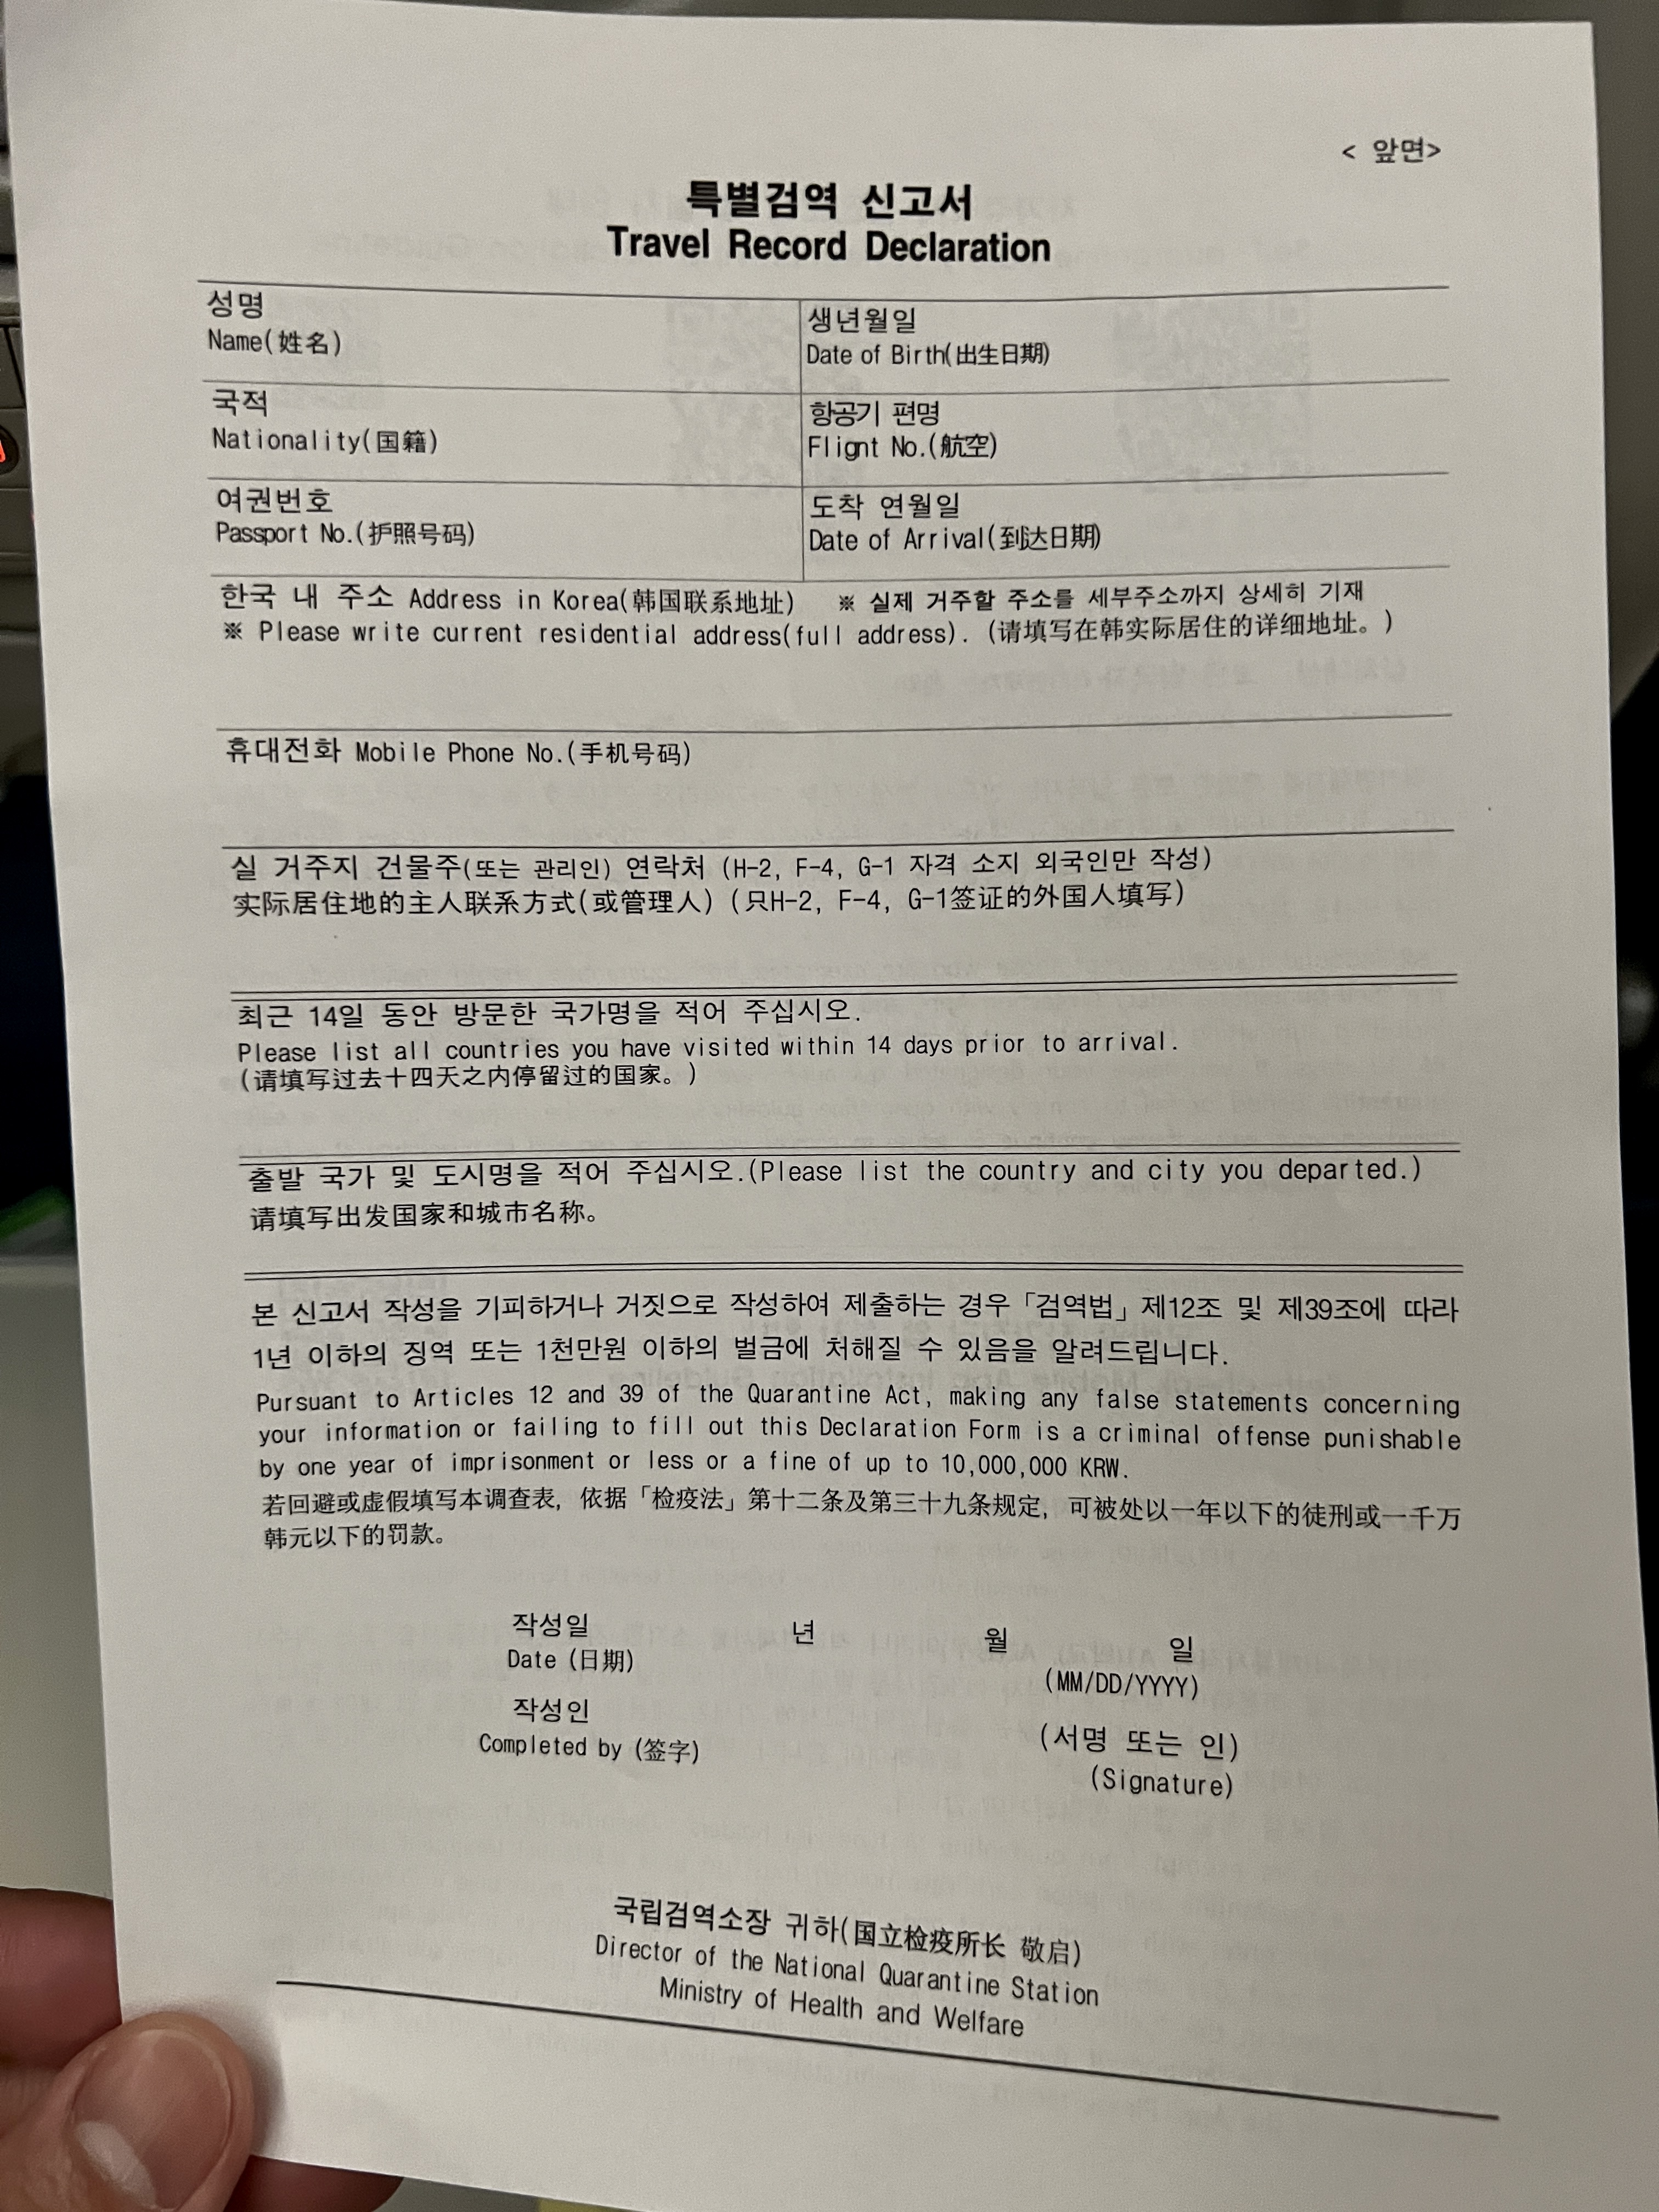 < 앞면>
특별검역 신고서
Travel Record Declaration
성명
Name(姓名)
생년월일
Date of Birth(出生日期)
국적
Nationality(国籍)
항공기 편명
Flignt No.(航空)
여권번호
Passport No.(护照号码)
도착 연월일
Date of Arrival(到达日期)
한국 내 주소 Address in Korea(韩国联系地址) ※ 실제 거주할 주소를 세부주소까지 상세히 기재
※ Please write current residential address(full address). (请填写在韩实际居住的详细地址。)
휴대전화 Mobile Phone No.(手机号码)
실 거주지 건물주(또는 관리인) 연락처 (H-2, F-4, G-1 자격 소지 외국인만 작성)
实际居住地的主人联系方式(或管理人) (只H-2, F-4, G-1签证的外国人填写)
최근 14일 동안 방문한 국가명을 적어 주십시오.
Please list all countries you have visited within 14 days prior to arrival.
(请填写过去十四天之内停留过的国家。)
출발 국가 및 도시명을 적어 주십시오.(Please list the country and city you departed.)
请填写出发国家和城市名称。
본 신고서 작성을 기피하거나 거짓으로 작성하여 제출하는 경우「검역법」제12조 및 제39조에 따라
1년 이하의 징역 또는 1천만원 이하의 벌금에 처해질 수 있음을 알려드립니다.
Pursuant to Articles 12 and 39 of the Quarantine Act, making any false statements concerning
your information or failing to fill out this Declaration Form is a criminal offense punishable
by one year of imprisonment or less or a fine of up to 10,000,000 KRW.
若回避或虚假填写本调查表, 依据「检疫法」第十二条及第三十九条规定, 可被处以一年以下的徒刑或一千万
韩元以下的罚款。
작성일 년 월 일
Date (日期) (MM/DD/YYYY)
작성인 (서명 또는 인)
Completed by (签字) (Signature)
국립검역소장 귀하(国立检疫所长 敬启)
Director of the National Quarantine Station
Ministry of Health and Welfare